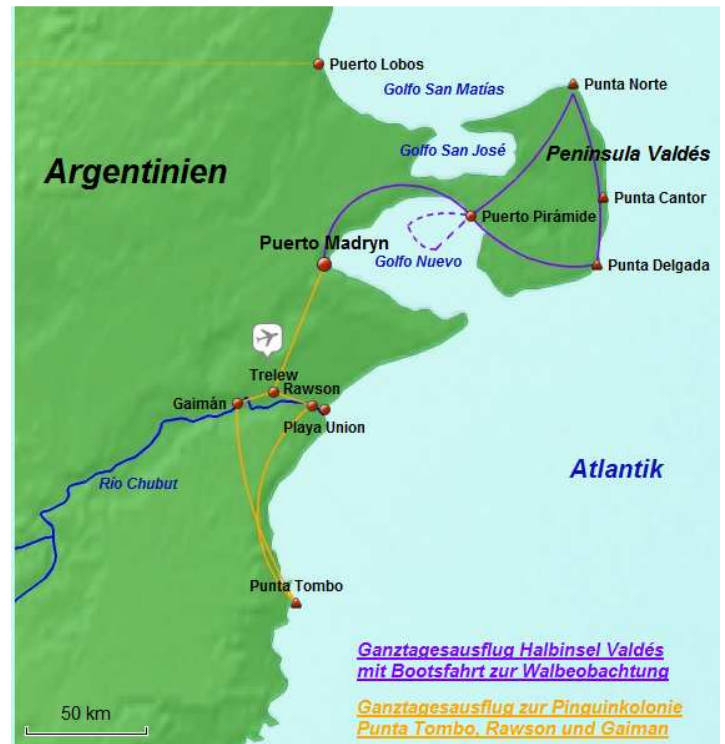 Puerto Lobos
Golfo San Matías
Punta Norte
Argentinien
Golfo San José
Peninsula Valdés
Punta Cantor
Puerto Pirámide
Puerto Madryn
Golfo Nuevo
Punta Delgada
Trelew
Rawson
Gaimán
Playa Union
Atlantik
Río Chubut
Punta Tombo
Ganztagesausflug Halbinsel Valdés
mit Bootsfahrt zur Walbeobachtung
Ganztagesausflug zur Pinguinkolonie
Punta Tombo, Rawson und Gaiman
50 km